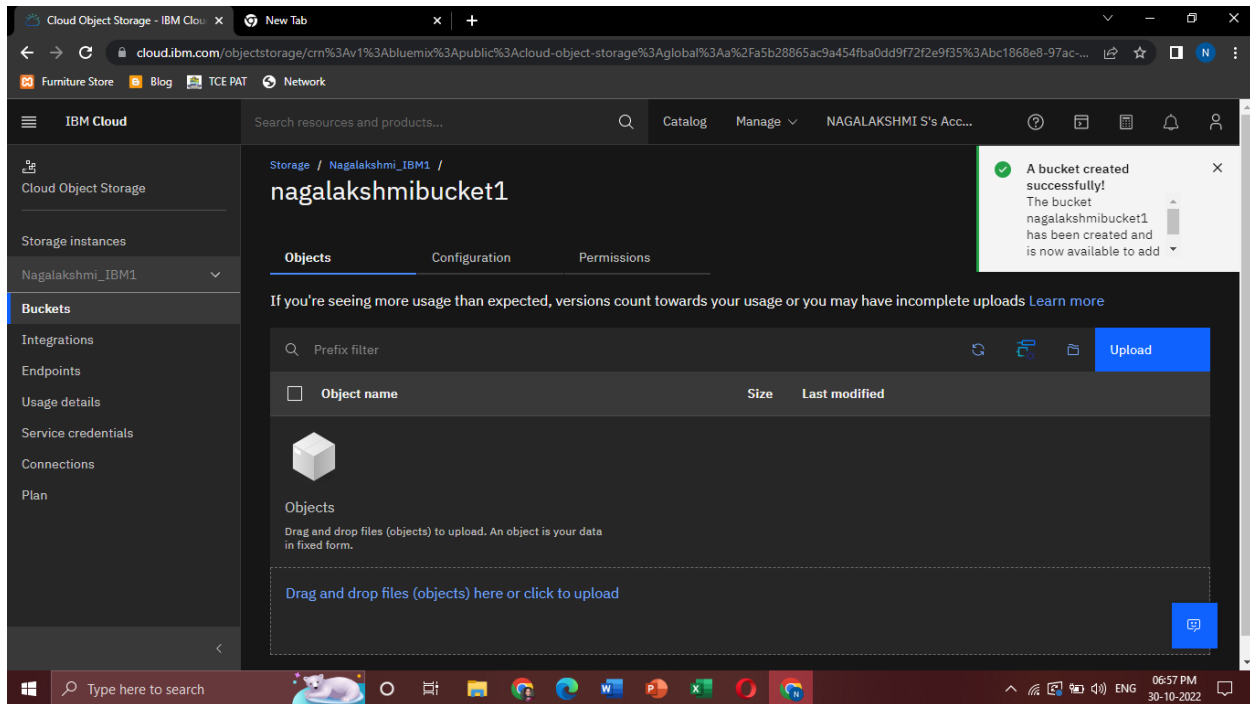 Cloud Object Storage - IBM Clou
New Tab
cloud.ibm.com/objectstorage/crn%3Av1%3Abluemix%3Apublic%3Acloud-object-storage%3Aglobal%3Aa%2Fa5b28865ac9a454fba0dd9f72f2e9f35%3Abc1868e8-97ac-...
N
Furniture Store
Blog
TCE PAT
Network
IBM Cloud
Search resources and products...
Catalog
Manage
NAGALAKSHMI S's Acc...
Cloud Object Storage
Storage instances
Nagalakshmi_IBM1
Buckets
Integrations
Endpoints
Usage details
Service credentials
Connections
Plan
Storage / Nagalakshmi_IBM1 /
nagalakshmibucket1
A bucket created
successfully!
The bucket
nagalakshmibucket1
has been created and
is now available to add
Objects
Configuration
Permissions
If you're seeing more usage than expected, versions count towards your usage or you may have incomplete uploads Learn more
Prefix filter
Upload
Object name
Size
Last modified
Objects
Drag and drop files (objects) to upload. An object is your data
in fixed form.
Drag and drop files (objects) here or click to upload
Type here to search
ENG
06:57 PM
30-10-2022